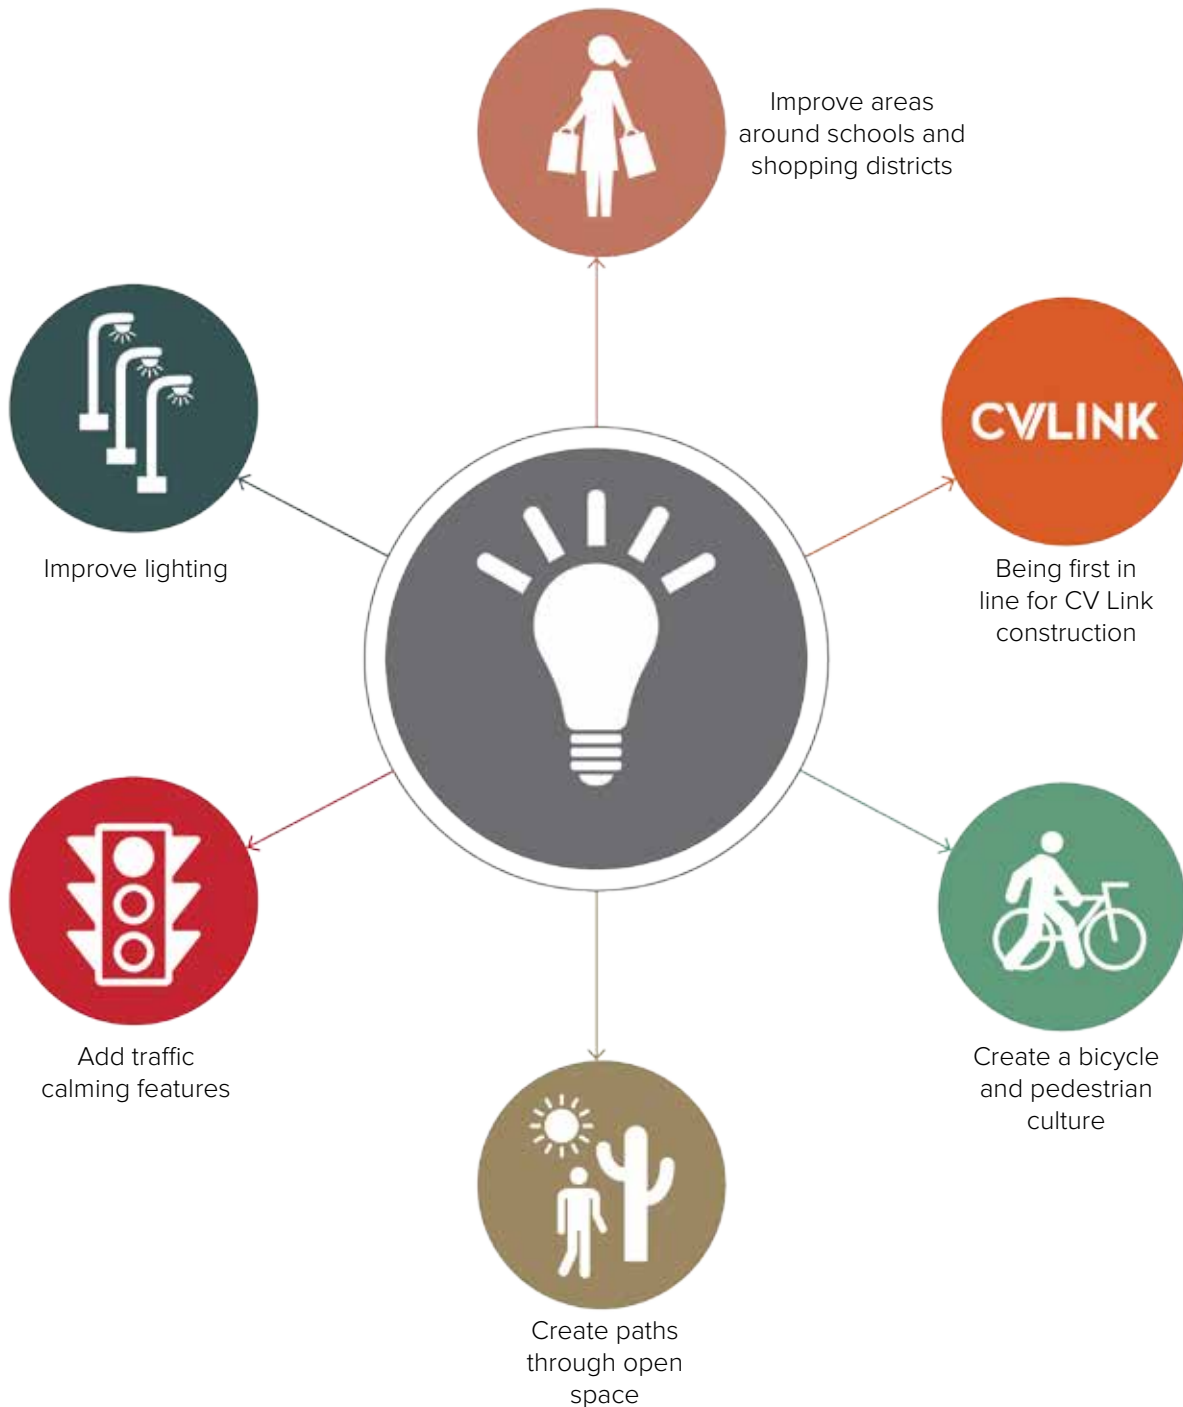 Improve areas
around schools and
shopping districts
CVLINK
Being first in
line for CV Link
construction
Improve lighting
Add traffic
calming features
Create a bicycle
and pedestrian
culture
Create paths
through open
space